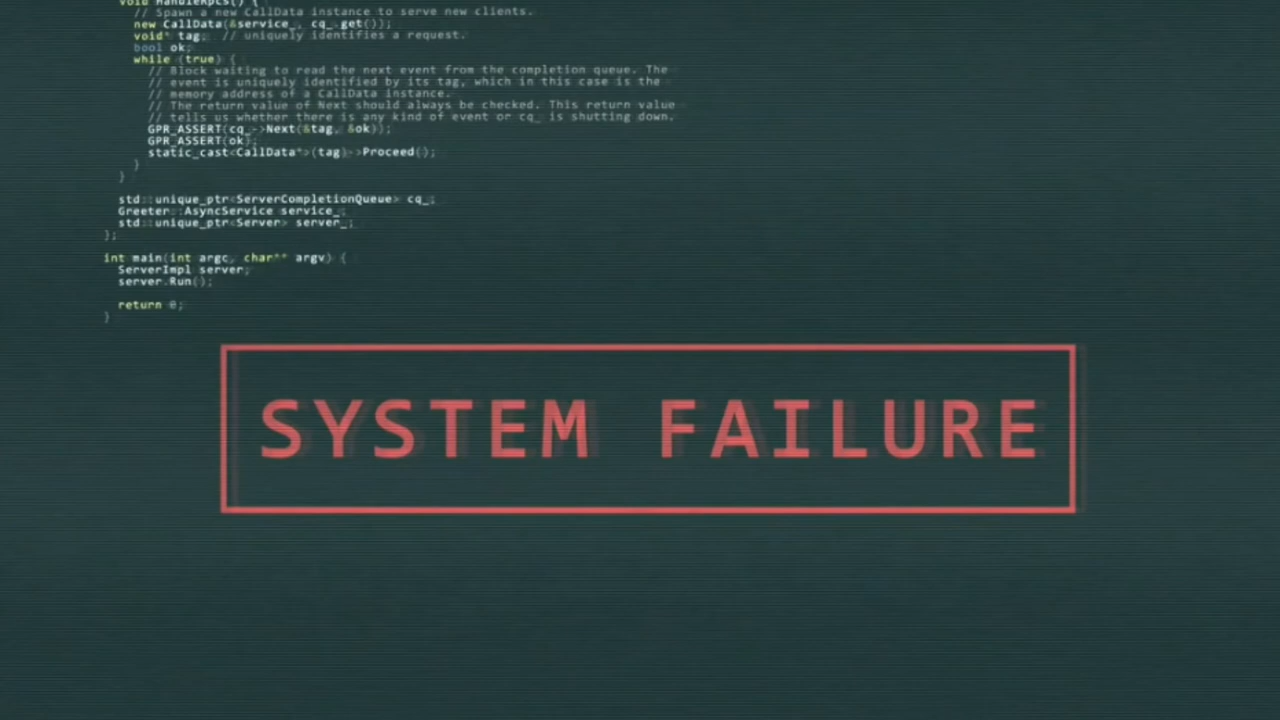 void HandleRpcs() {
// Spawn a new CallData instance to serve new clients.
new CallData(&service_, cq_.get());
void* tag; // uniquely identifies a request.
bool ok;
while (true) {
// Block waiting to read the next event from the completion queue. The
// event is uniquely identified by its tag, which in this case is the
// memory address of a CallData instance.
// The return value of Next should always be checked. This return value
// tells us whether there is any kind of event or cq_ is shutting down.
GPR_ASSERT(cq_->Next(&tag, &ok));
GPR_ASSERT(ok);
static_cast<CallData*>(tag)->Proceed();
}
}
std::unique_ptr<ServerCompletionQueue> cq_;
Greeter::AsyncService service_;
std::unique_ptr<Server> server_;
};
int main(int argc, char** argv) {
ServerImpl server;
server.Run();
return 0;
}
SYSTEM FAILURE